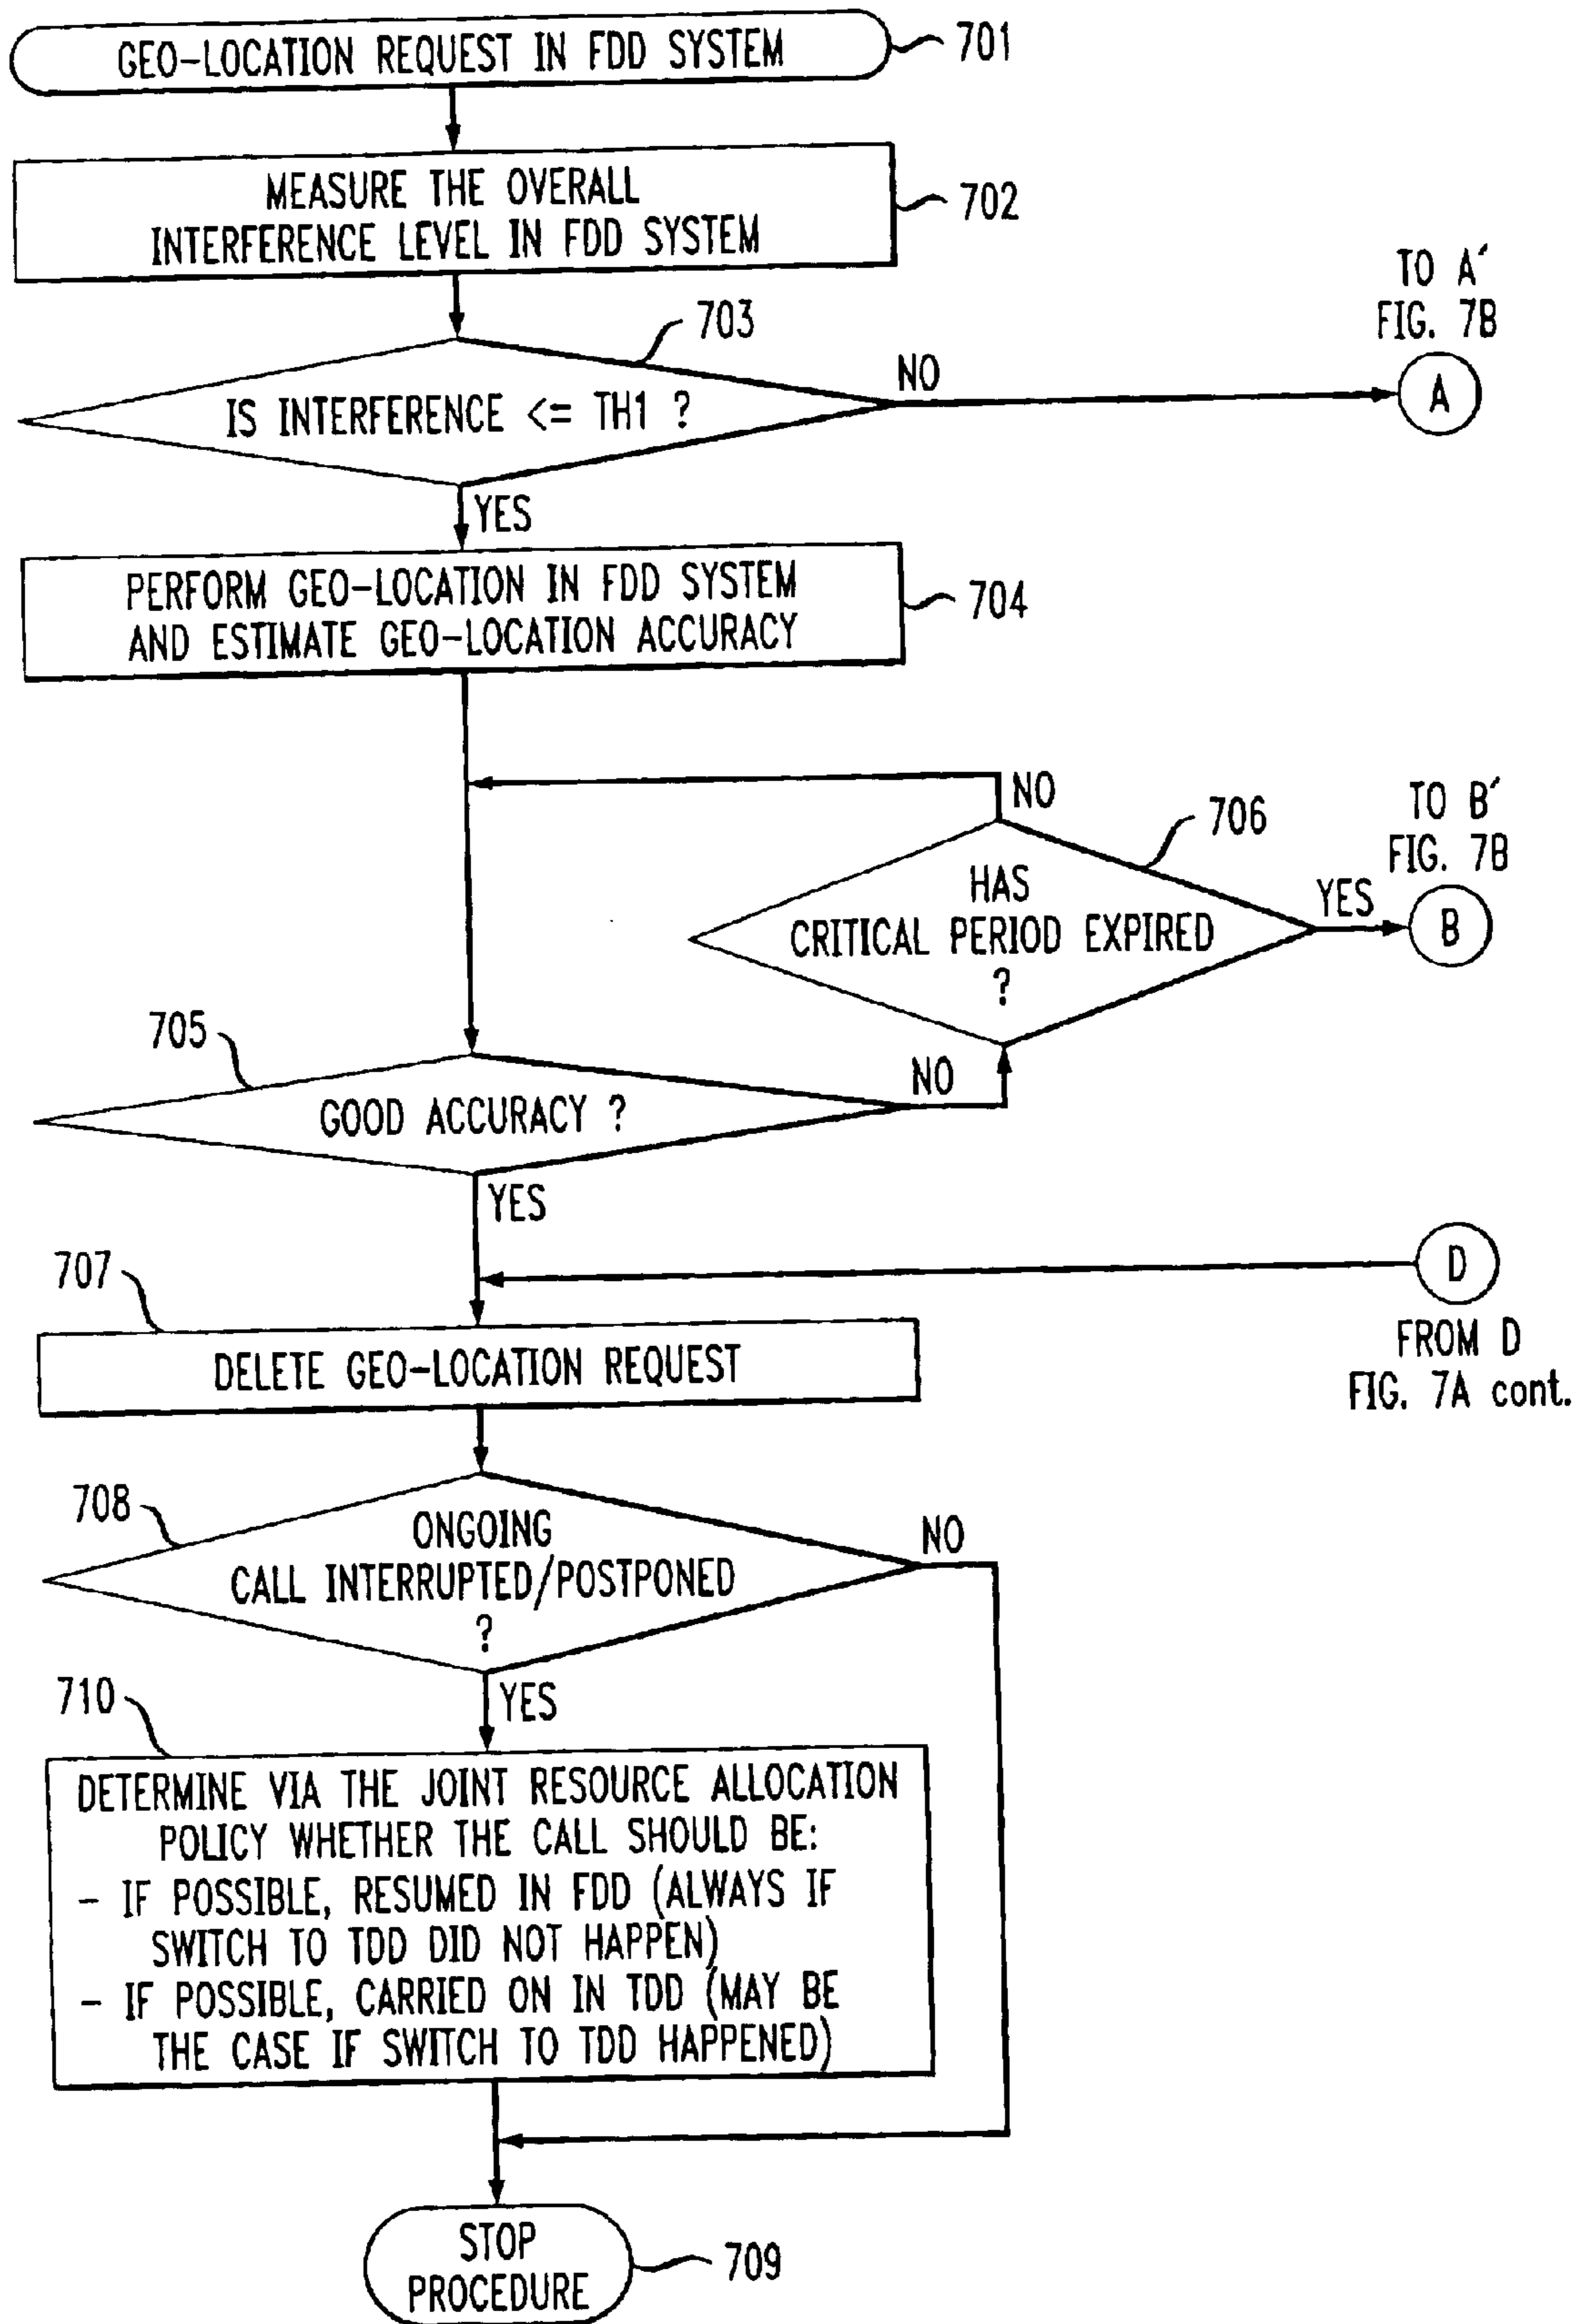 GEO-LOCATION REQUEST IN FDD SYSTEM
701
MEASURE THE OVERALL
INTERFERENCE LEVEL IN FDD SYSTEM
702
TO A′
FIG. 7B
703
IS INTERFERENCE <= TH1 ?
NO
A
YES
PERFORM GEO-LOCATION IN FDD SYSTEM
AND ESTIMATE GEO-LOCATION ACCURACY
704
NO
706
TO B′
FIG. 7B
HAS
CRITICAL PERIOD EXPIRED
?
YES
B
705
GOOD ACCURACY ?
NO
YES
707
D
FROM D
FIG. 7A cont.
DELETE GEO-LOCATION REQUEST
708
ONGOING
CALL INTERRUPTED/POSTPONED
?
NO
YES
710
DETERMINE VIA THE JOINT RESOURCE ALLOCATION
POLICY WHETHER THE CALL SHOULD BE:
- IF POSSIBLE, RESUMED IN FDD (ALWAYS IF
SWITCH TO TDD DID NOT HAPPEN)
- IF POSSIBLE, CARRIED ON IN TDD (MAY BE
THE CASE IF SWITCH TO TDD HAPPENED)
STOP
PROCEDURE
709